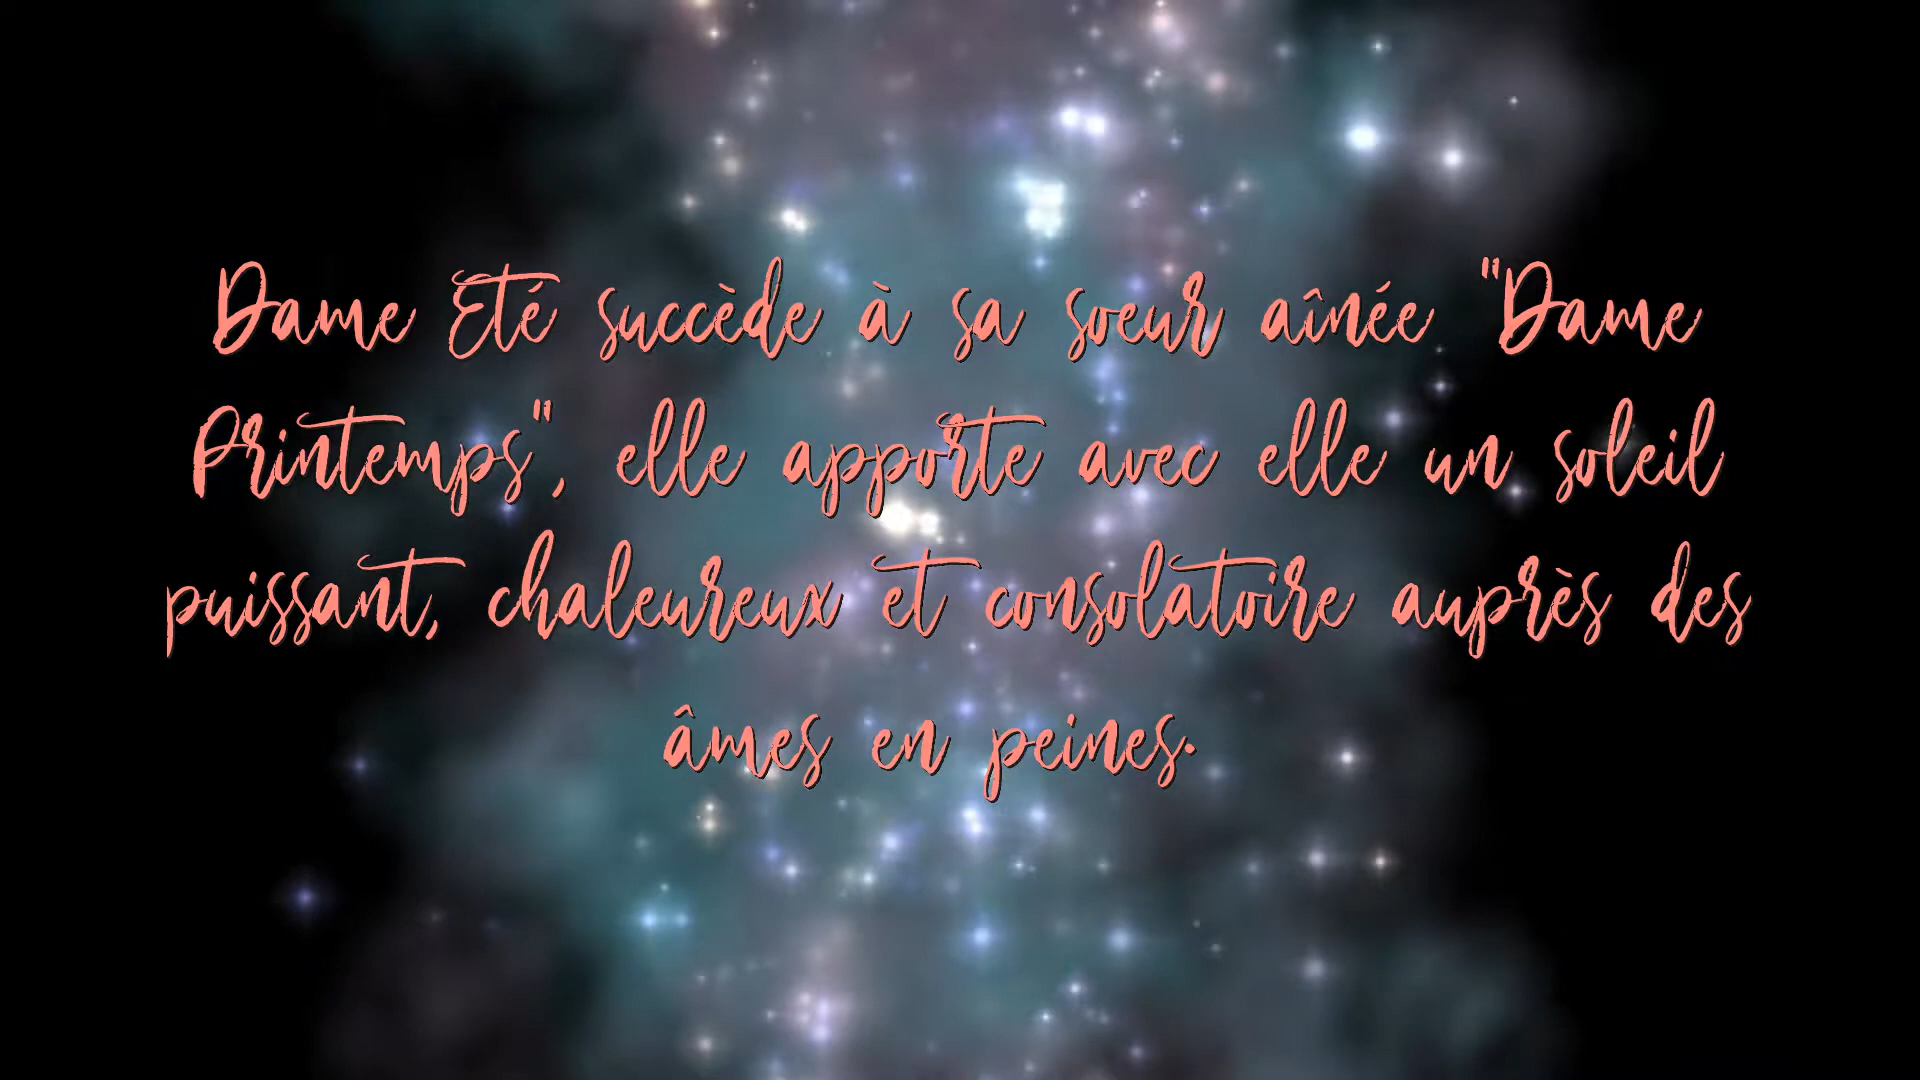 Dame Eté succède à sa soeur aînée "Dame
Printemps", elle apporte avec elle un soleil
puissant, chaleureux et consolatoire auprès des
âmes en peines.